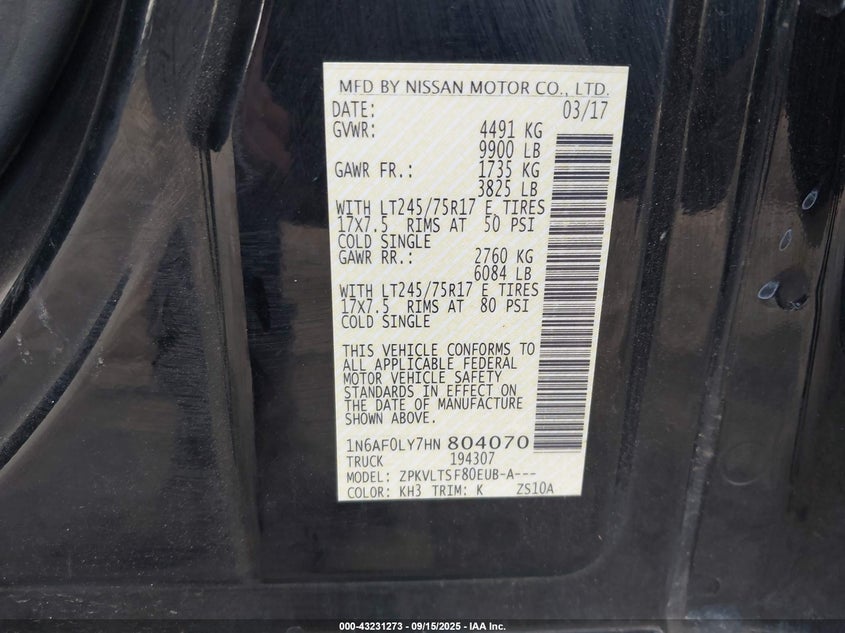 MFD BY NISSAN MOTOR CO., LTD.
DATE: 03/17
GVWR: 4491 KG
9900 LB
GAWR FR.: 1735 KG
3825 LB
WITH LT245/75R17 E TIRES
17X7.5 RIMS AT 50 PSI
COLD SINGLE
GAWR RR.: 2760 KG
6084 LB
WITH LT245/75R17 E TIRES
17X7.5 RIMS AT 80 PSI
COLD SINGLE
THIS VEHICLE CONFORMS TO
ALL APPLICABLE FEDERAL
MOTOR VEHICLE SAFETY
STANDARDS IN EFFECT ON
THE DATE OF MANUFACTURE
SHOWN ABOVE.
1N6AF0LY7HN 804070
TRUCK 194307
MODEL: ZPKVLTSF80EUB-A---
COLOR: KH3 TRIM: K ZS10A
000-43231273 - 09/15/2025 - IAA Inc.